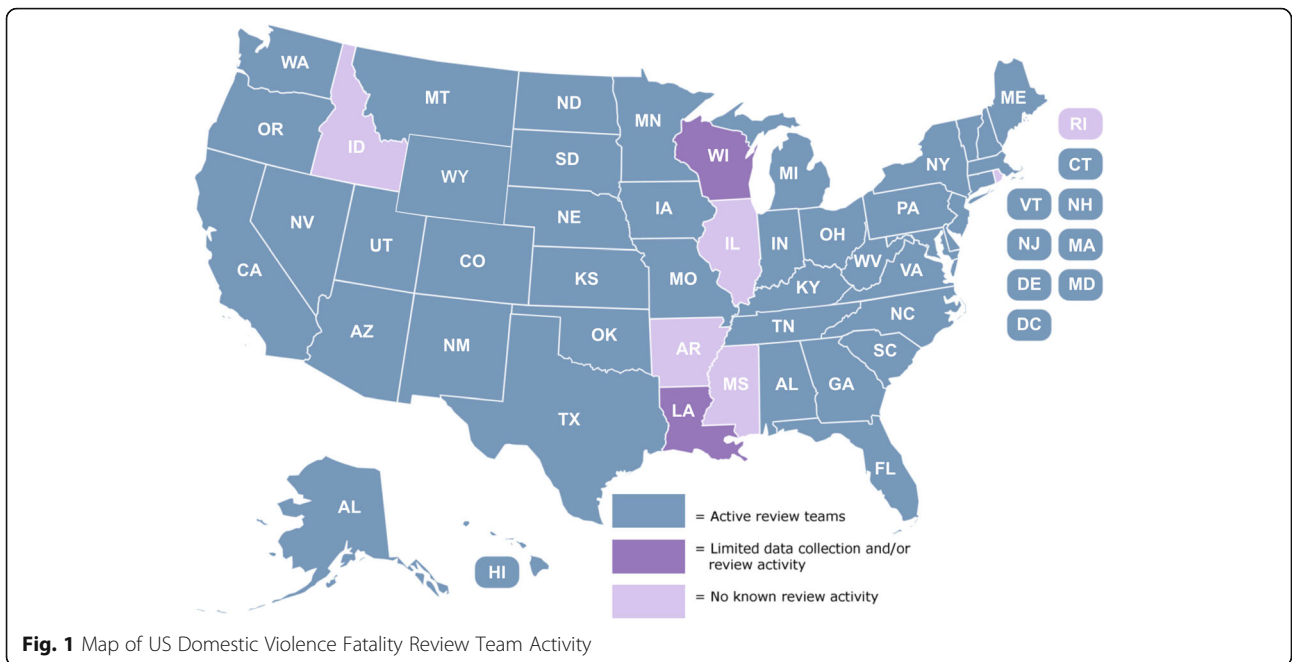 WA
MT
ND
MN
ME
OR
ID
WI
RI
SD
WY
MI
NY
CT
IA
PA
VT
NH
NE
NV
UT
IL
IN
OH
NJ
MA
CO
WV
VA
CA
KS
MO
KY
DE
MD
NC
TN
DC
AZ
NM
OK
AR
SC
MS
AL
GA
LA
TX
FL
AL
HI
= Active review teams
= Limited data collection and/or
review activity
= No known review activity
Fig. 1 Map of US Domestic Violence Fatality Review Team Activity